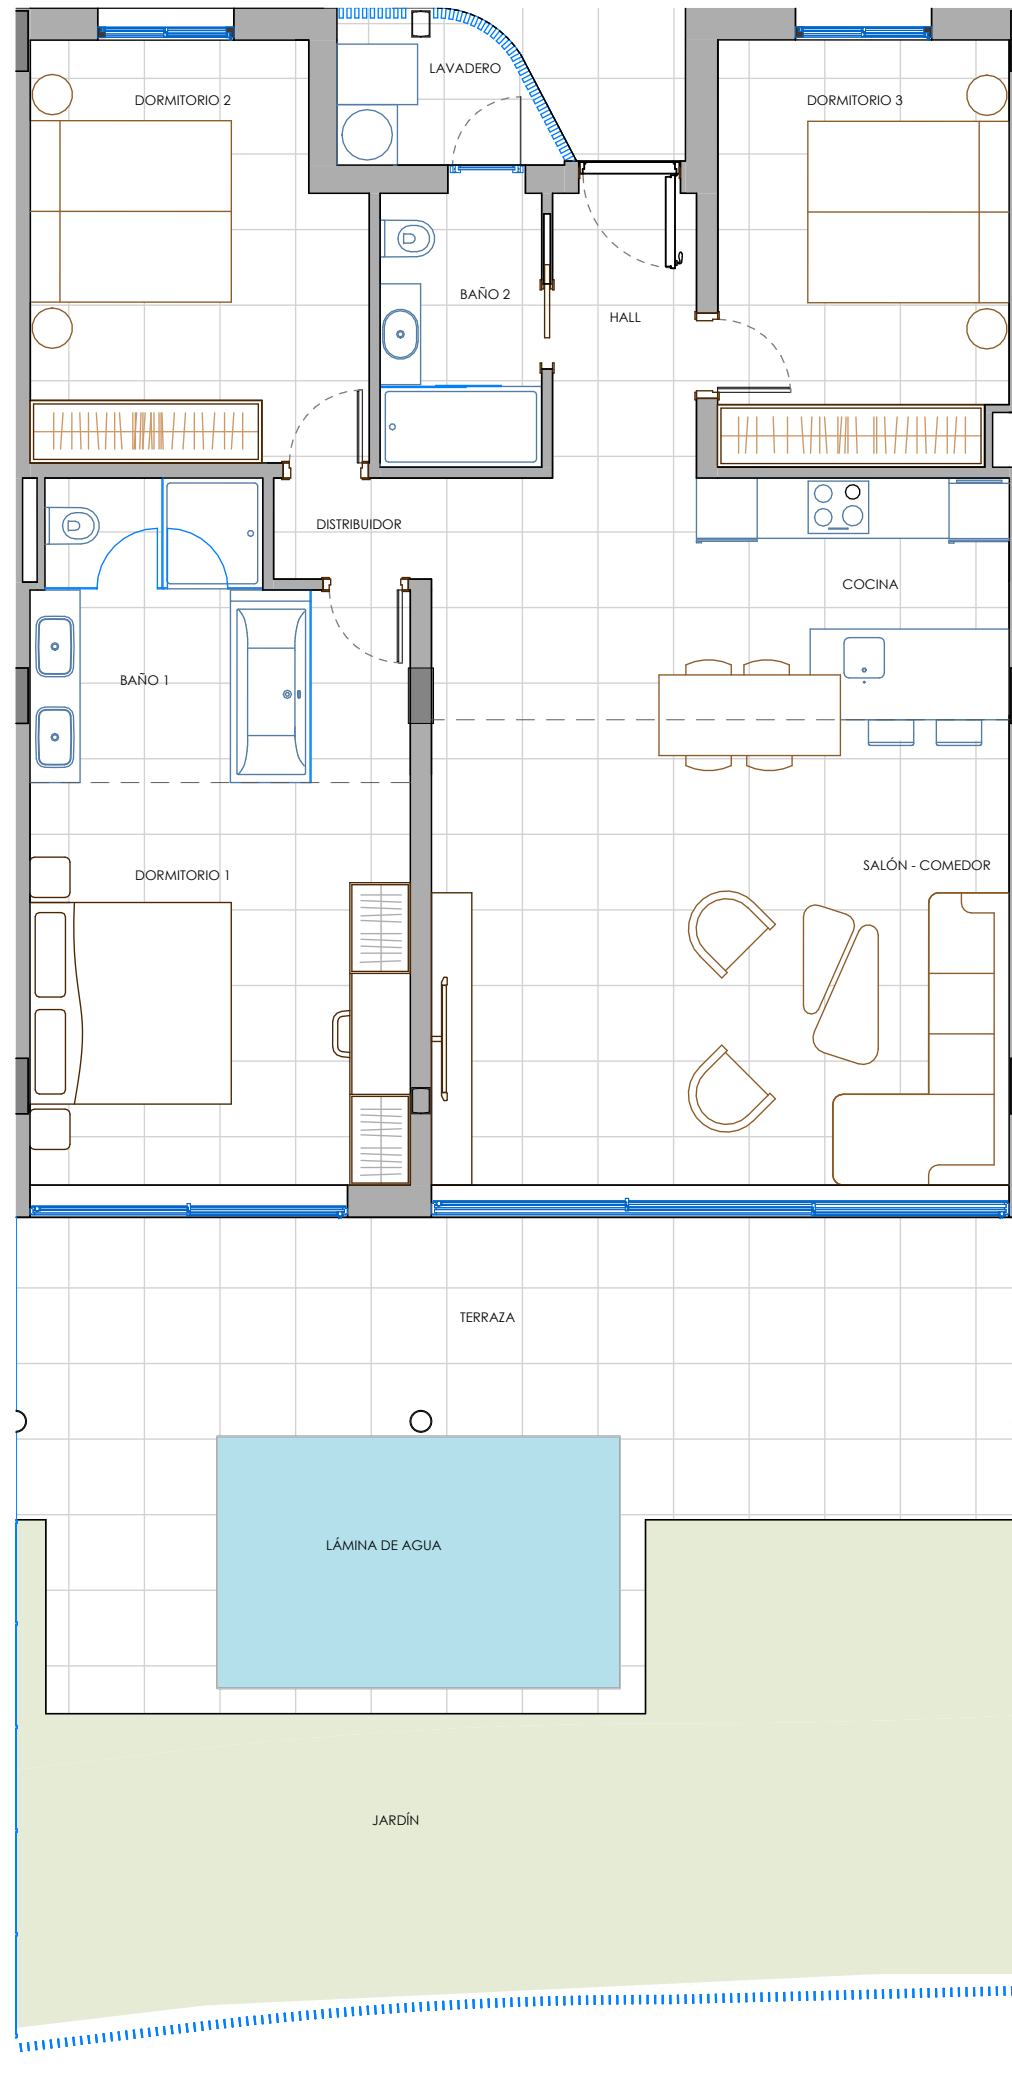 LAVADERO
DORMITORIO 2
DORMITORIO 3
BAÑO 2
HALL
DISTRIBUIDOR
COCINA
BAÑO 1
SALÓN - COMEDOR
DORMITORIO 1
TERRAZA
LÁMINA DE AGUA
JARDÍN